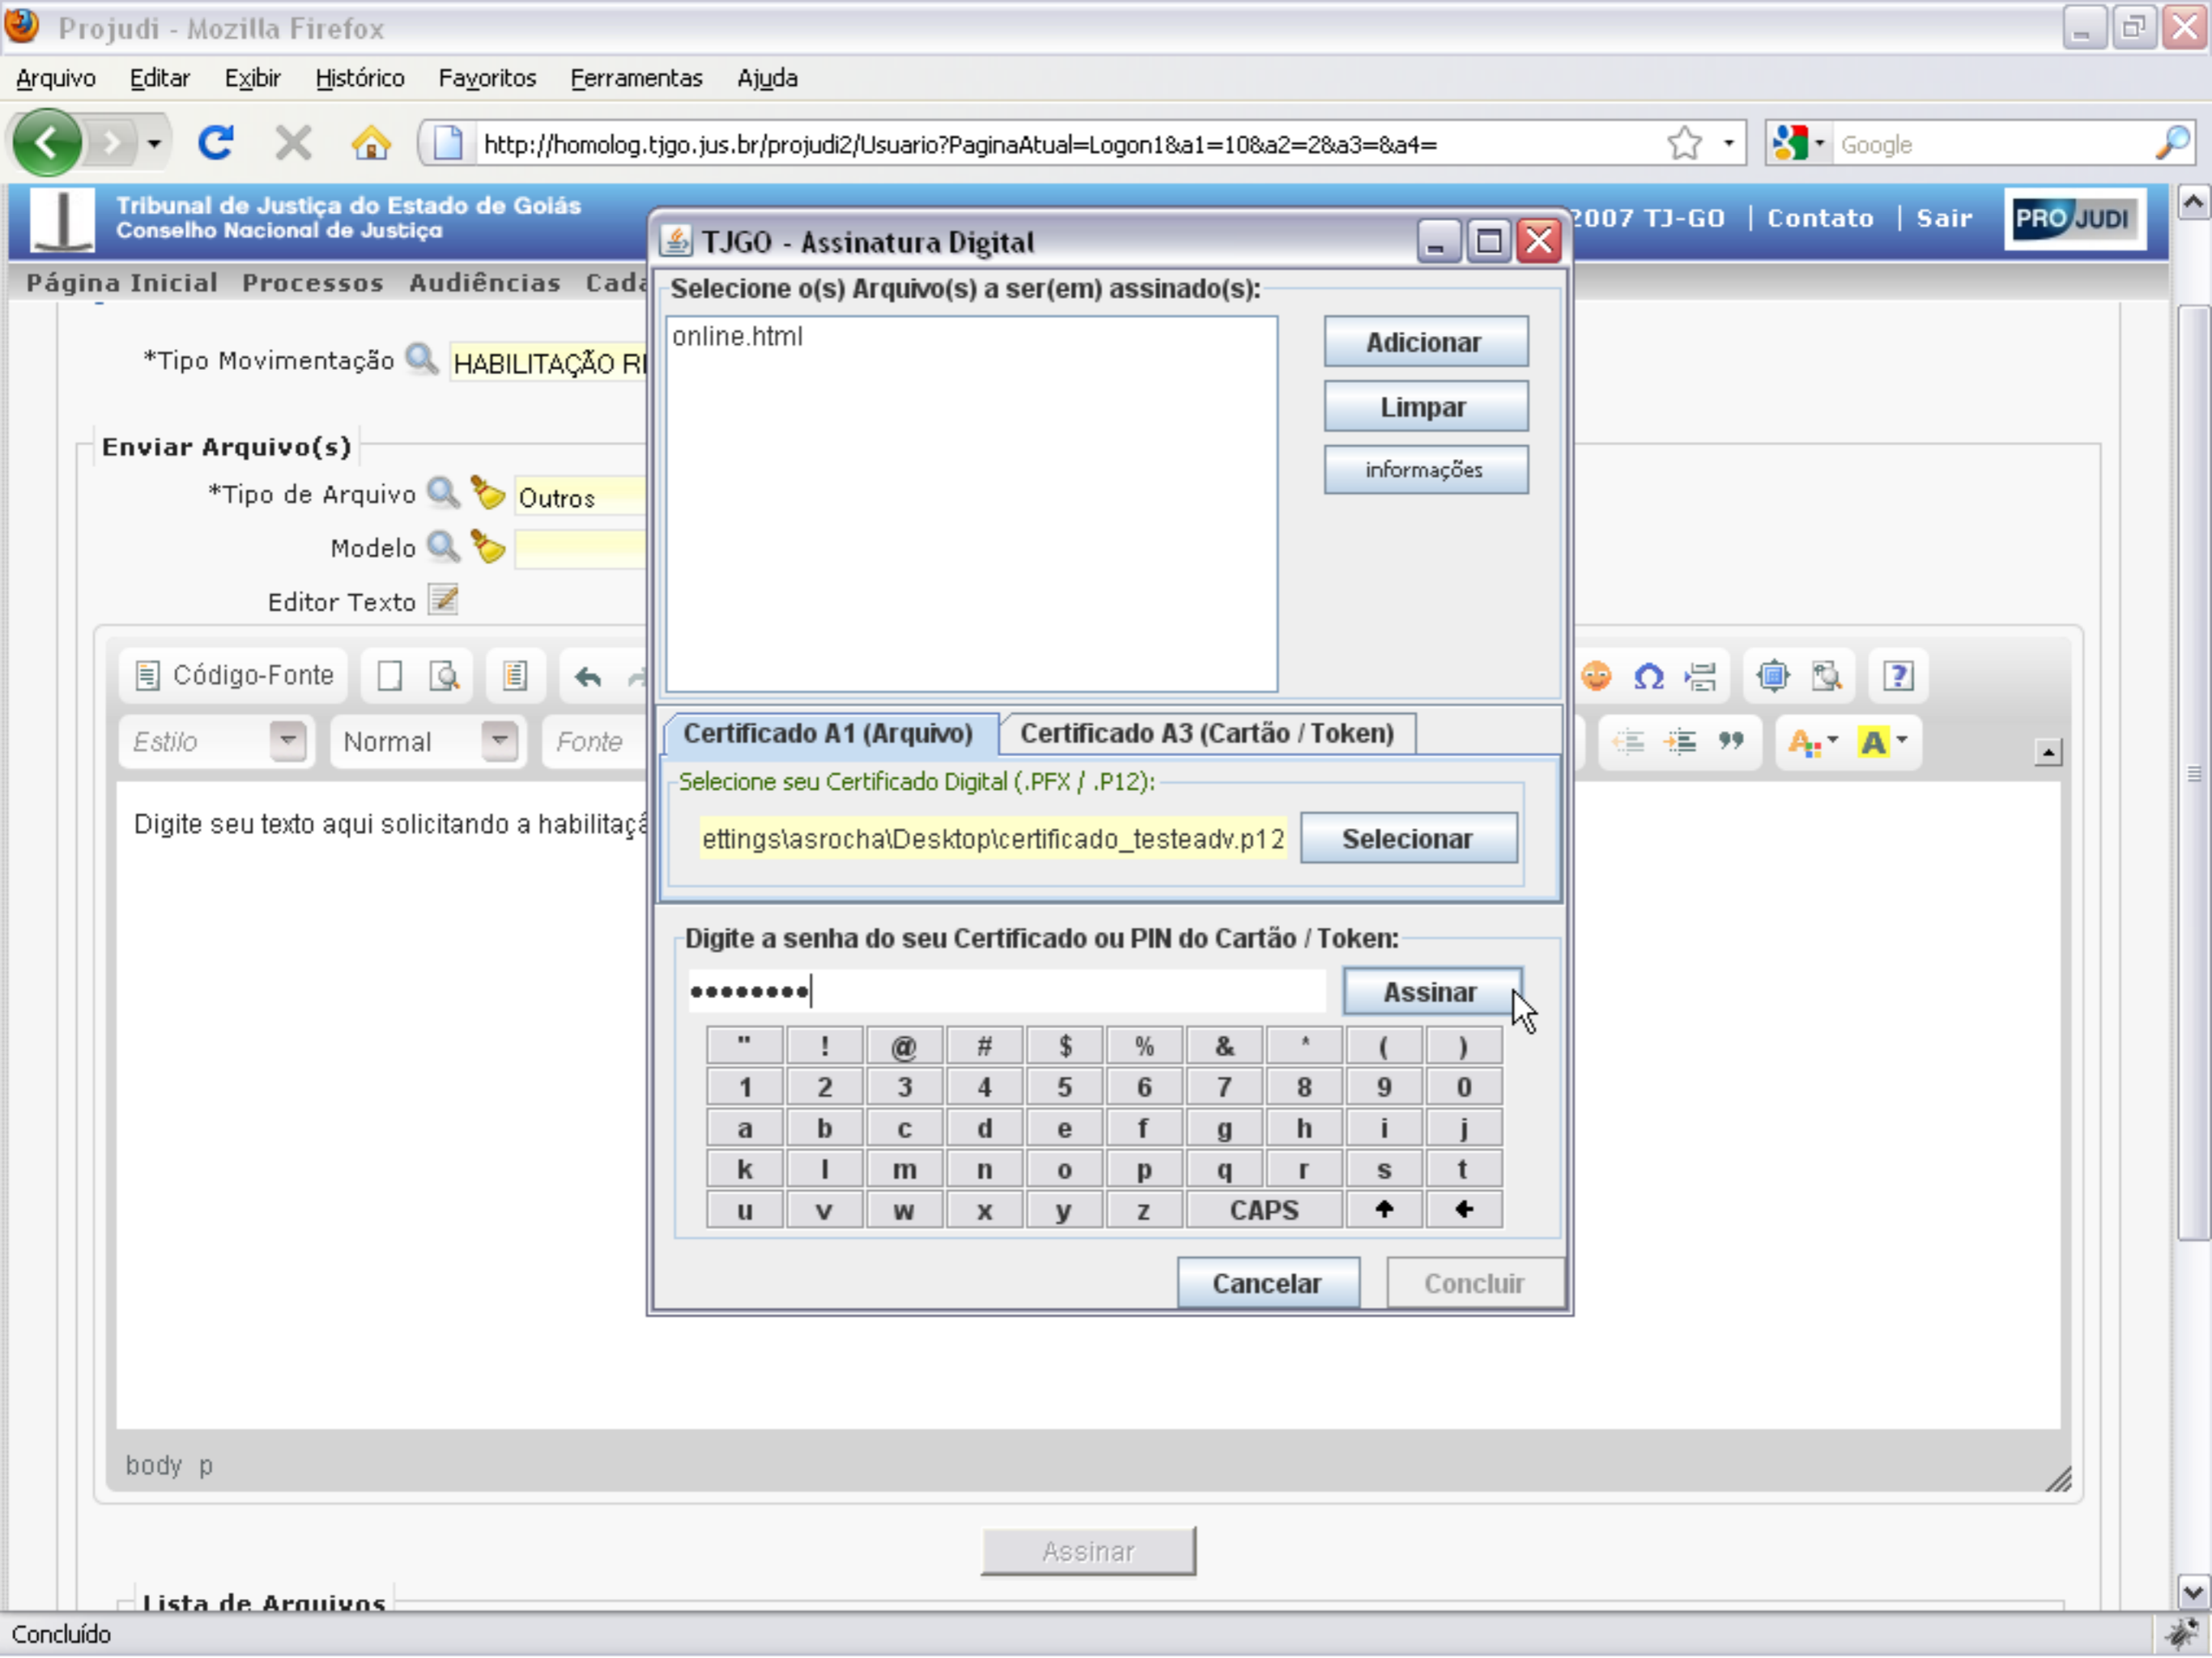 Projudi - Mozilla Firefox
Arquivo Editar Exibir Histórico Favoritos Ferramentas Ajuda
http://homolog.tjgo.jus.br/projudi2/Usuario?PaginaAtual=Logon1&a1=10&a2=2&a3=&a4=
Google
Tribunal de Justiça do Estado de Goiás
Conselho Nacional de Justiça
2007 TJ-GO | Contato | Sair
PROJUDI
Página Inicial Processos Audiências Cada
*Tipo Movimentação HABILITAÇÃO RE
Enviar Arquivo(s)
*Tipo de Arquivo Outros
Modelo
Editor Texto
Código-Fonte
Estilo Normal Fonte
Digite seu texto aqui solicitando a habilitaçã
body p
Assinar
Lista de Arquivos
Concluído
TJGO - Assinatura Digital
Selecione o(s) Arquivo(s) a ser(em) assinado(s):
online.html
Adicionar
Limpar
informações
Certificado A1 (Arquivo) Certificado A3 (Cartão / Token)
Selecione seu Certificado Digital (.PFX / .P12):
ettings\asrocha\Desktop\certificado_testeadv.p12 Selecionar
Digite a senha do seu Certificado ou PIN do Cartão / Token:
•••••••• Assinar
" ! @ # $ % & * ( )
1 2 3 4 5 6 7 8 9 0
a b c d e f g h i j
k l m n o p q r s t
u v w x y z CAPS
Cancelar Concluir